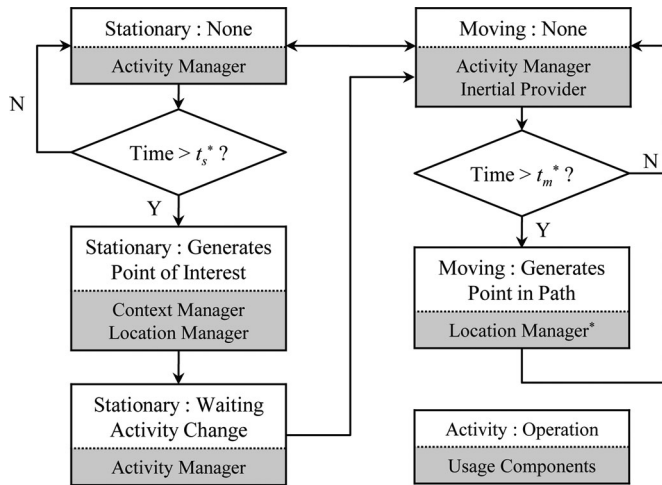 Stationary : None
Activity Manager
N
Time > tₛ* ?
Y
Stationary : Generates
Point of Interest
Context Manager
Location Manager
Stationary : Waiting
Activity Change
Activity Manager
Moving : None
Activity Manager
Inertial Provider
Time > tₘ* ?
N
Y
Moving : Generates
Point in Path
Location Manager*
Activity : Operation
Usage Components